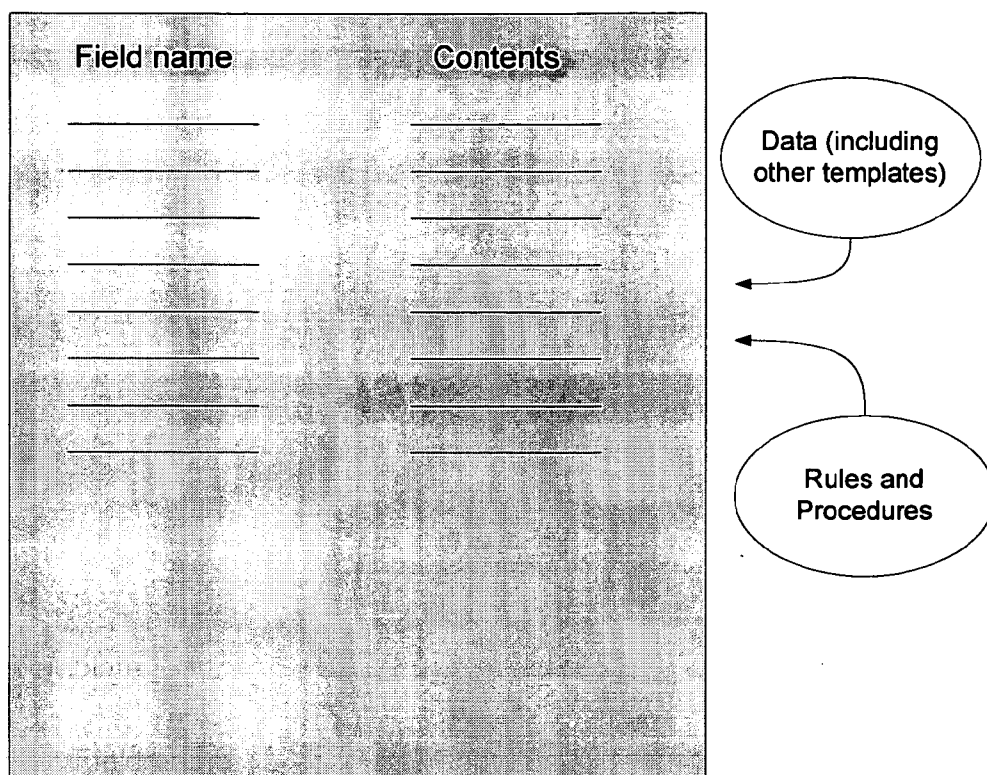 Field name
Contents
Data (including
other templates)
Rules and
Procedures